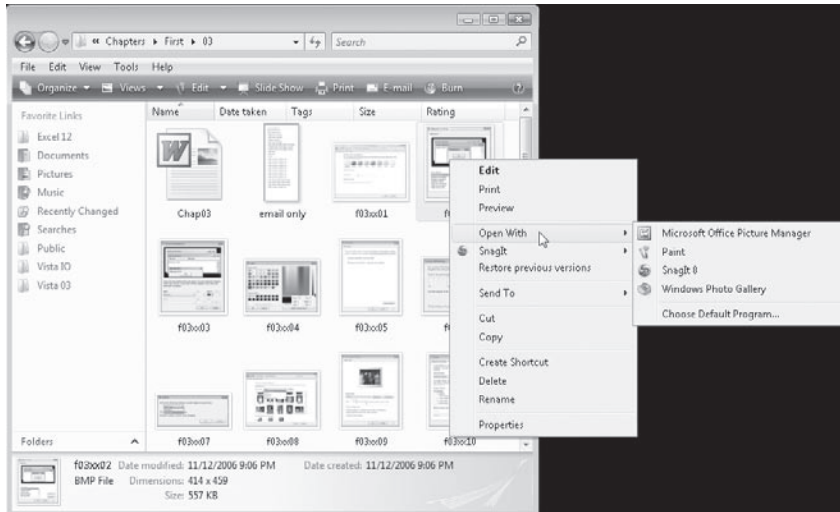 « Chapters ▸ First ▸ 03
Search
File Edit View Tools Help
Organize Views Edit Slide Show Print E-mail Burn
Favorite Links
Excel 12
Documents
Pictures
Music
Recently Changed
Searches
Public
Vista IO
Vista 03
Folders
Name Date taken Tags Size Rating
Chap03 email only f03xx01
f03xx03 f03xx04 f03xx05
f03xx07 f03xx08 f03xx09 f03xx10
Edit
Print
Preview
Open With
SnagIt
Restore previous versions
Send To
Cut
Copy
Create Shortcut
Delete
Rename
Properties
Microsoft Office Picture Manager
Paint
SnagIt 8
Windows Photo Gallery
Choose Default Program...
f03xx02 Date modified: 11/12/2006 9:06 PM Date created: 11/12/2006 9:06 PM
BMP File Dimensions: 414 x 459
Size: 557 KB